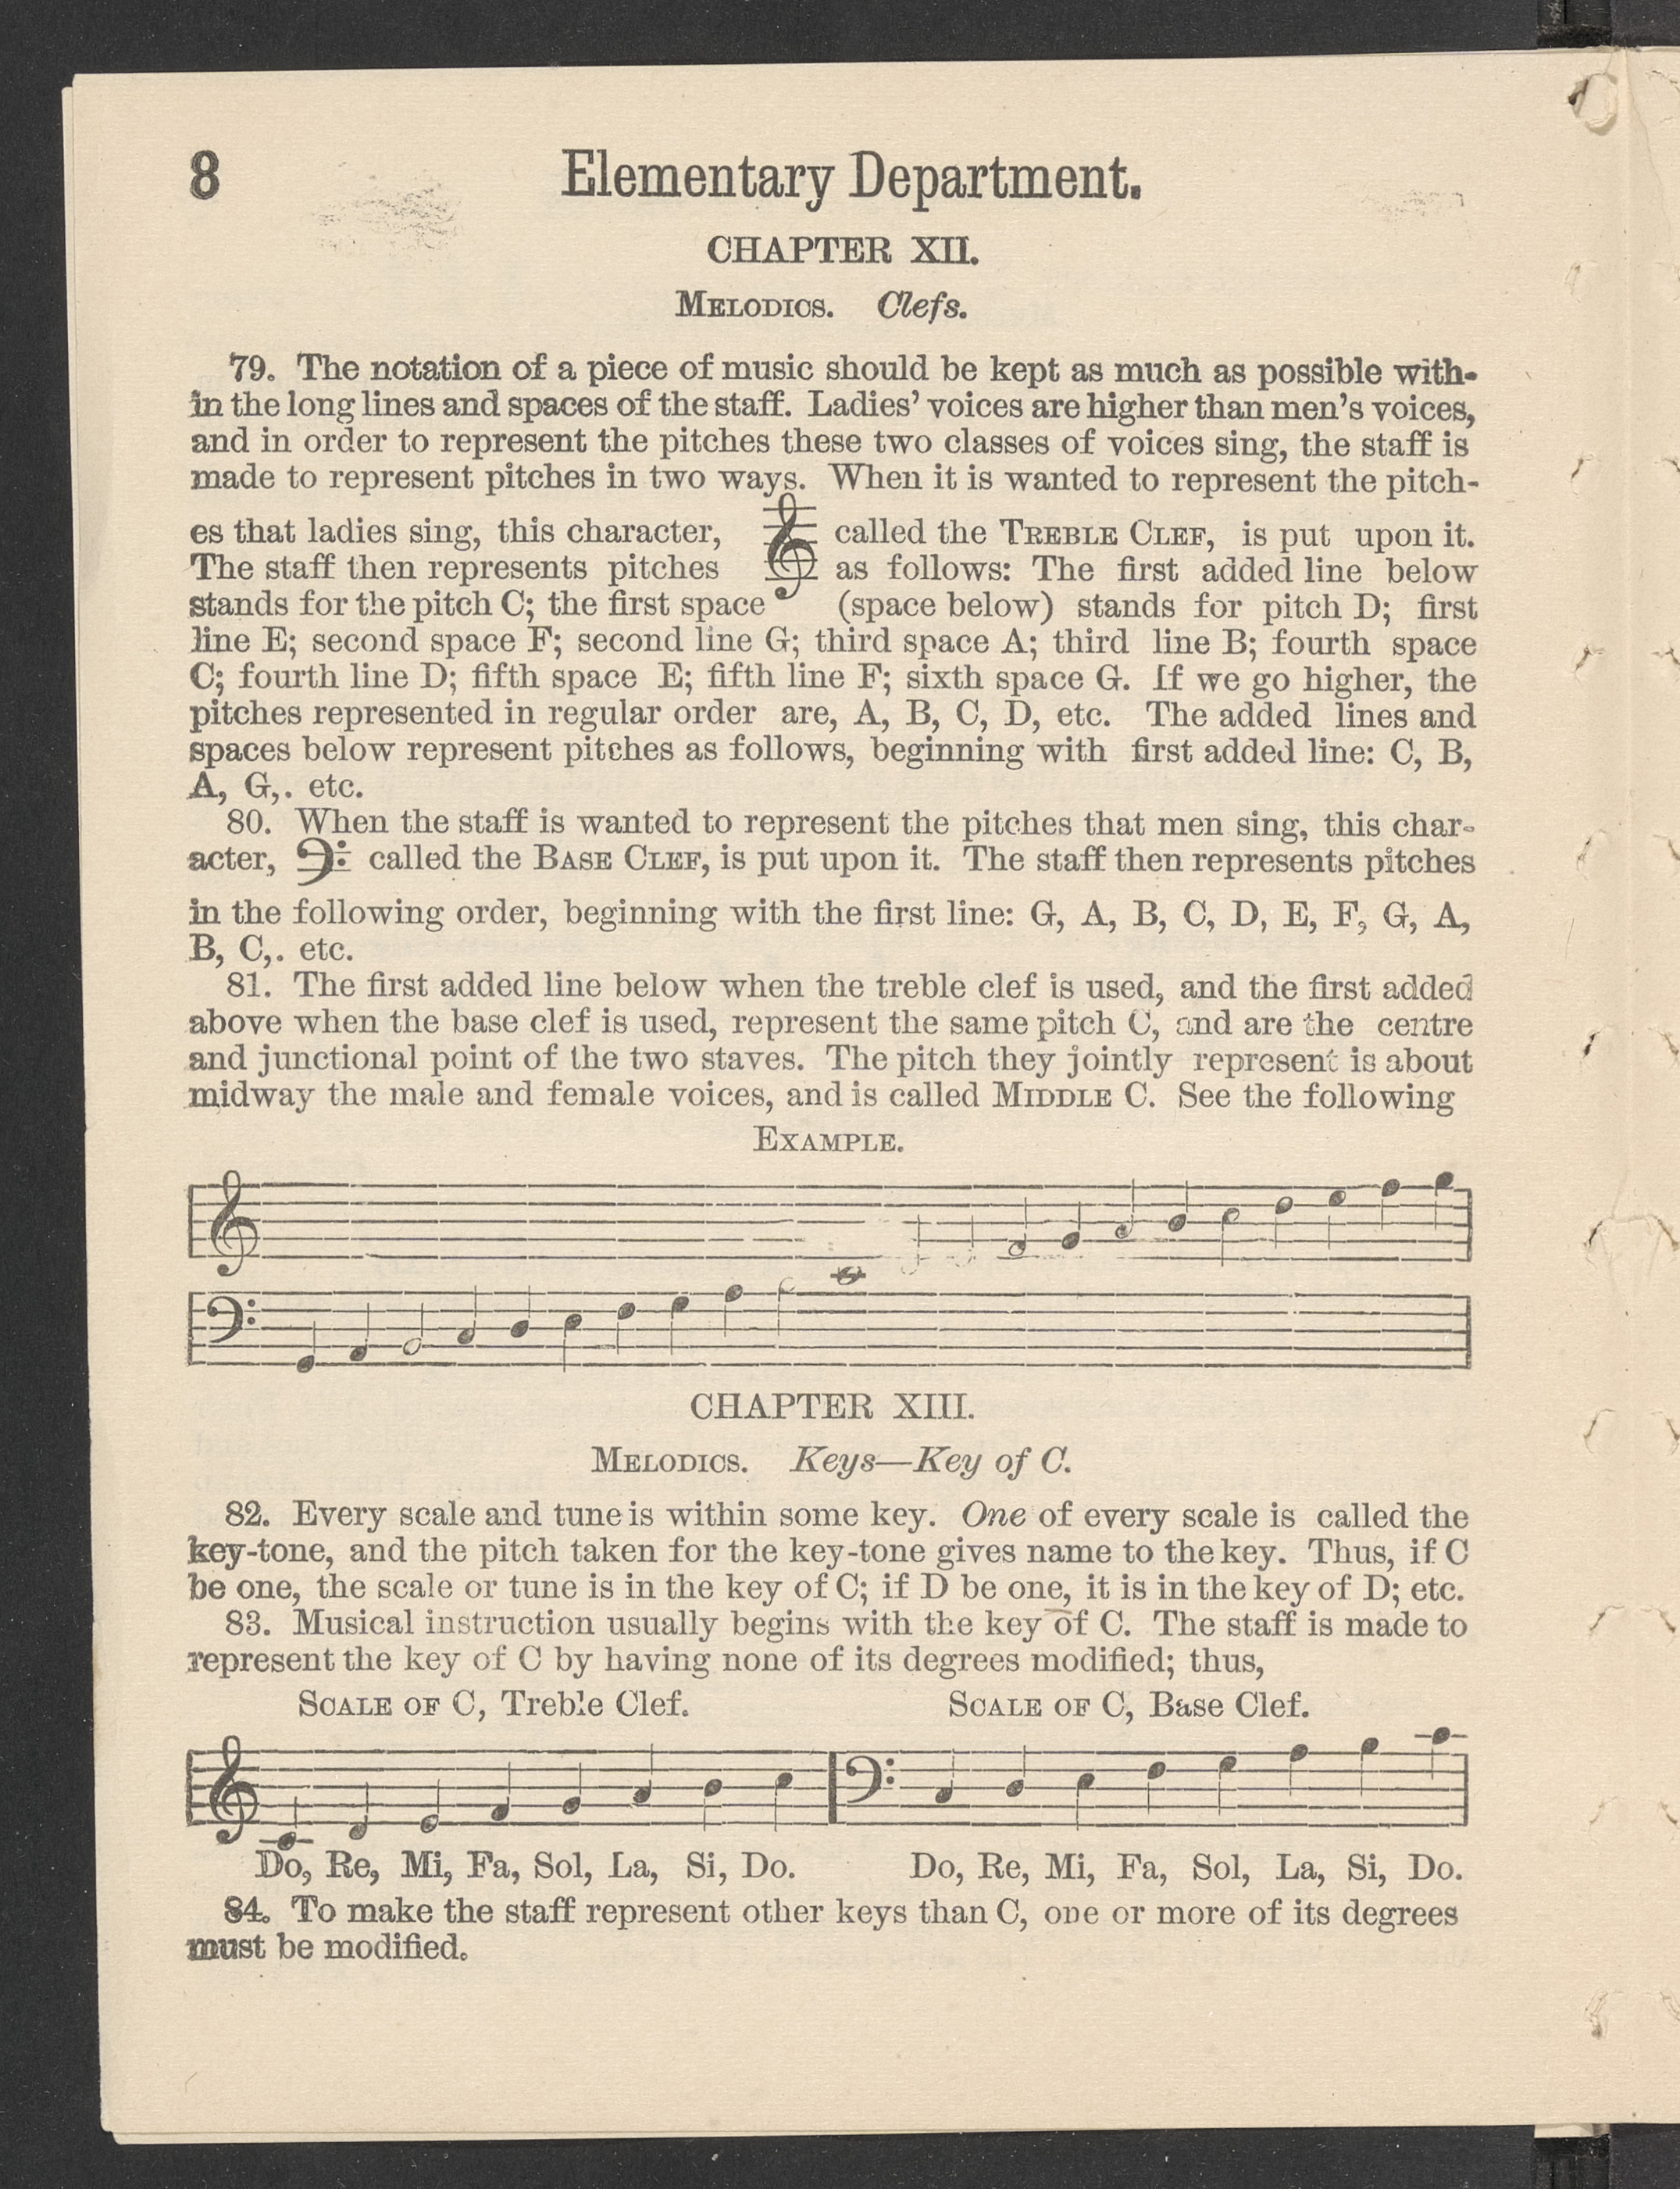 8
Elementary Department.
CHAPTER XII.
MELODICS. Clefs.
79. The notation of a piece of music should be kept as much as possible with-
in the long lines and spaces of the staff. Ladies' voices are higher than men's voices,
and in order to represent the pitches these two classes of voices sing, the staff is
made to represent pitches in two ways. When it is wanted to represent the pitch-
es that ladies sing, this character, called the TREBLE CLEF, is put upon it.
The staff then represents pitches as follows: The first added line below
stands for the pitch C; the first space (space below) stands for pitch D; first
line E; second space F; second line G; third space A; third line B; fourth space
C; fourth line D; fifth space E; fifth line F; sixth space G. If we go higher, the
pitches represented in regular order are, A, B, C, D, etc. The added lines and
spaces below represent pitches as follows, beginning with first added line: C, B,
A, G,. etc.
80. When the staff is wanted to represent the pitches that men sing, this char-
acter, called the BASE CLEF, is put upon it. The staff then represents pitches
in the following order, beginning with the first line: G, A, B, C, D, E, F, G, A,
B, C,. etc.
81. The first added line below when the treble clef is used, and the first added
above when the base clef is used, represent the same pitch C, and are the centre
and junctional point of the two staves. The pitch they jointly represent is about
midway the male and female voices, and is called MIDDLE C. See the following
EXAMPLE.
CHAPTER XIII.
MELODICS. Keys—Key of C.
82. Every scale and tune is within some key. One of every scale is called the
key-tone, and the pitch taken for the key-tone gives name to the key. Thus, if C
be one, the scale or tune is in the key of C; if D be one, it is in the key of D; etc.
83. Musical instruction usually begins with the key of C. The staff is made to
represent the key of C by having none of its degrees modified; thus,
SCALE OF C, Treble Clef. SCALE OF C, Base Clef.
Do, Re, Mi, Fa, Sol, La, Si, Do. Do, Re, Mi, Fa, Sol, La, Si, Do.
84. To make the staff represent other keys than C, one or more of its degrees
must be modified.